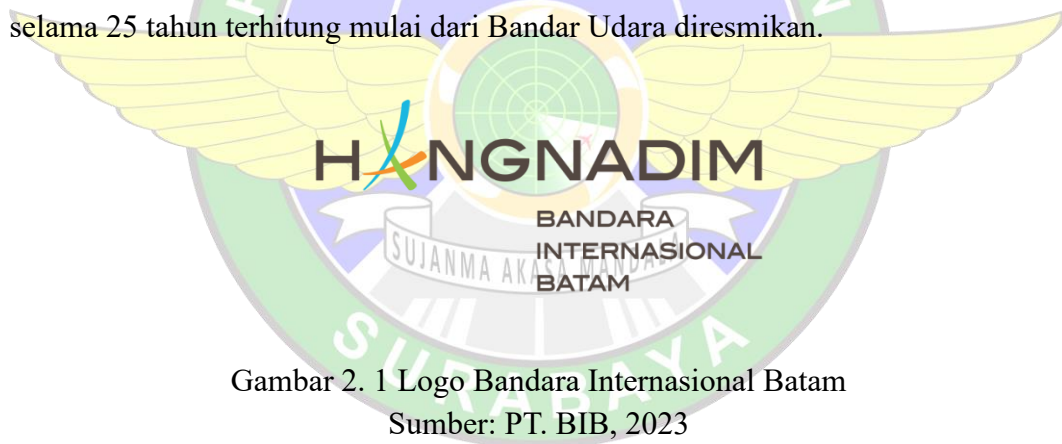 selama 25 tahun terhitung mulai dari Bandar Udara diresmikan.
HANGNADIM
BANDARA
INTERNASIONAL
BATAM
SUJANMA AKASA MANDALA
SURABAYA
Gambar 2. 1 Logo Bandara Internasional Batam
Sumber: PT. BIB, 2023